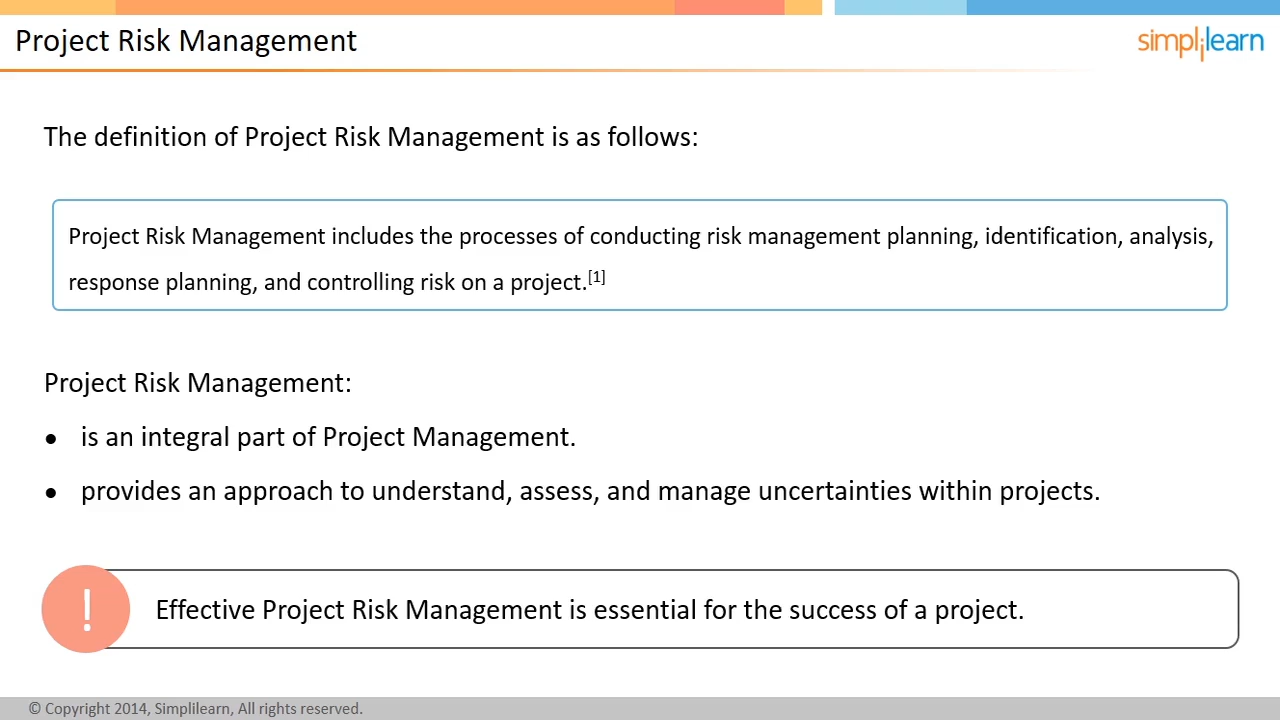 Project Risk Management
simplilearn
The definition of Project Risk Management is as follows:
Project Risk Management includes the processes of conducting risk management planning, identification, analysis,
response planning, and controlling risk on a project.[1]
Project Risk Management:
● is an integral part of Project Management.
● provides an approach to understand, assess, and manage uncertainties within projects.
! Effective Project Risk Management is essential for the success of a project.
© Copyright 2014, Simplilearn, All rights reserved.